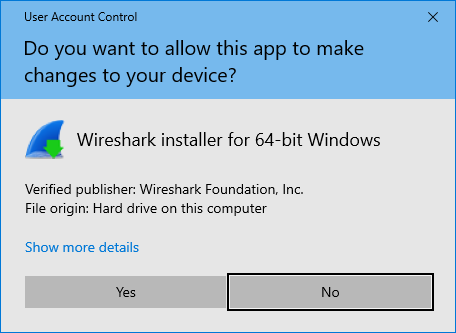 User Account Control
Do you want to allow this app to make
changes to your device?
Wireshark installer for 64-bit Windows
Verified publisher: Wireshark Foundation, Inc.
File origin: Hard drive on this computer
Show more details
Yes No